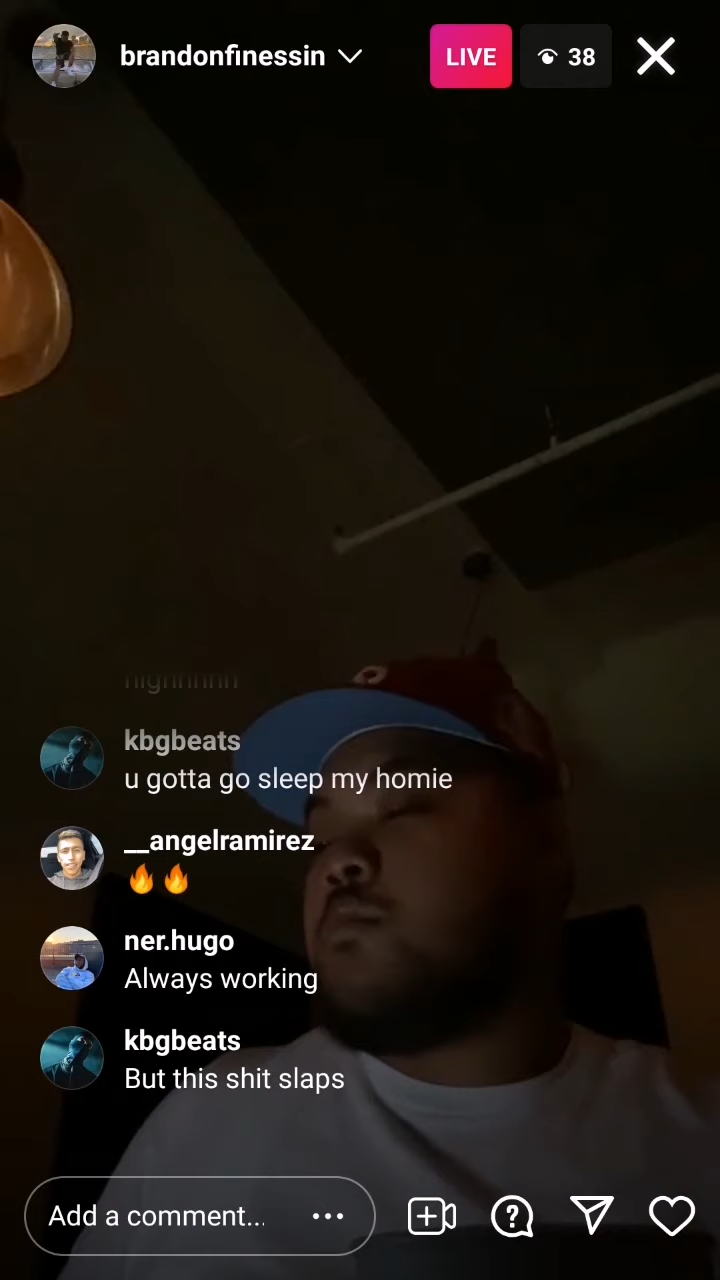 brandonfinessin
LIVE
38
kbgbeats
u gotta go sleep my homie
__angelramirez
🔥🔥
ner.hugo
Always working
kbgbeats
But this shit slaps
Add a comment...